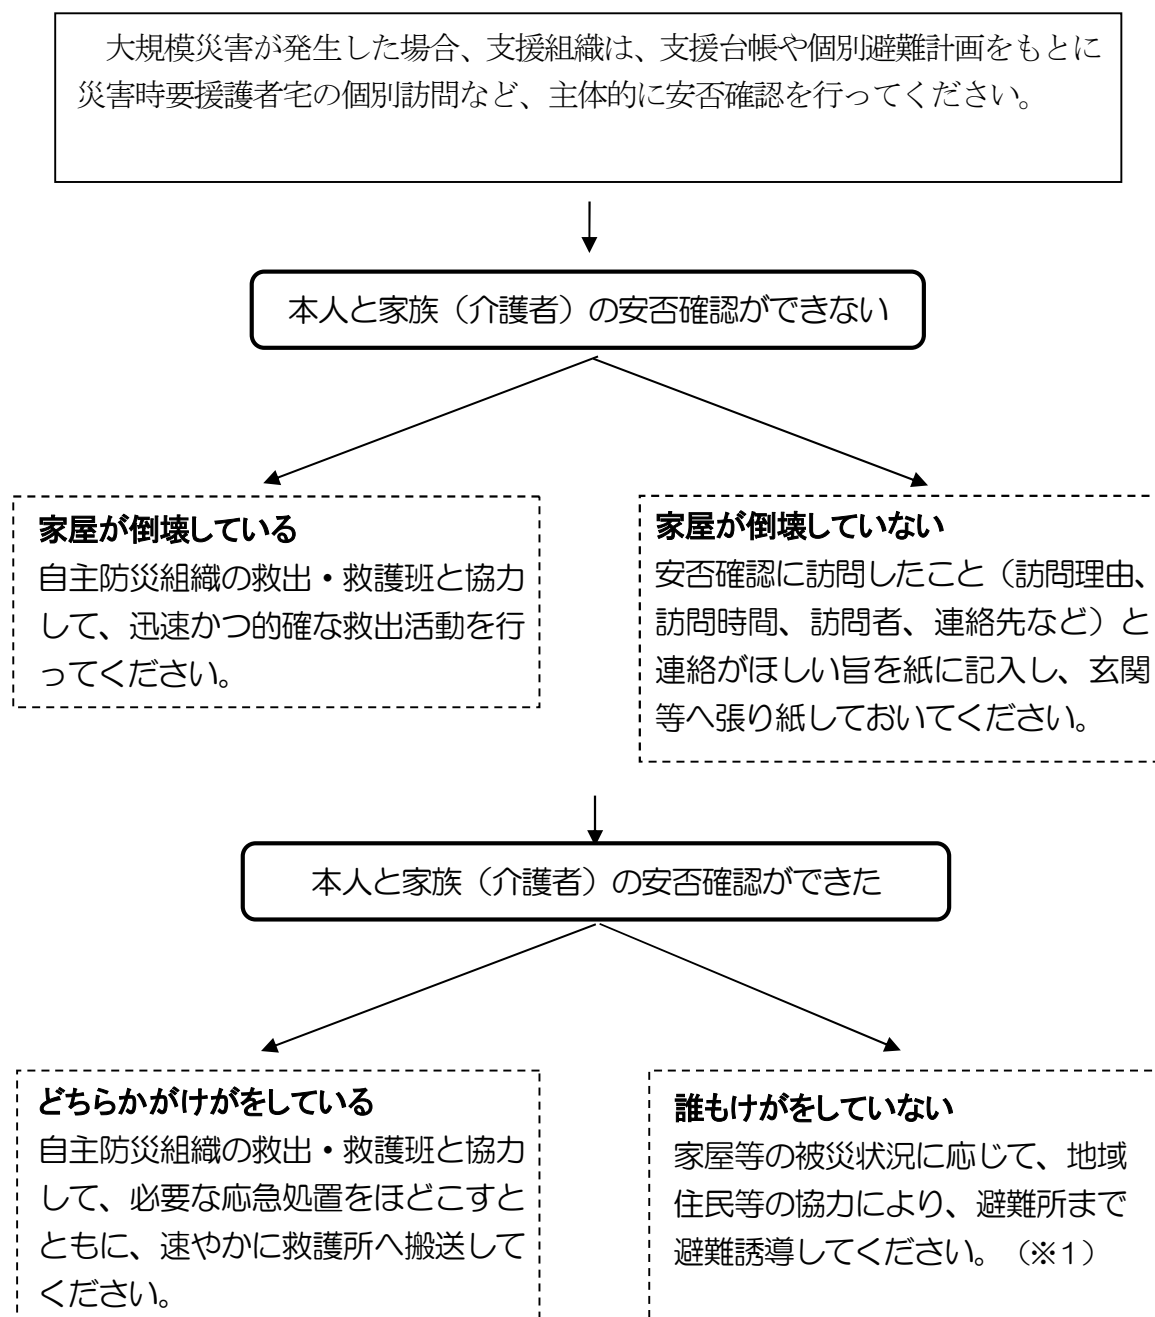 大規模災害が発生した場合、支援組織は、支援台帳や個別避難計画をもとに
災害時要援護者宅の個別訪問など、主体的に安否確認を行ってください。
本人と家族（介護者）の安否確認ができない
家屋が倒壊している
自主防災組織の救出・救護班と協力
して、迅速かつ的確な救出活動を行
ってください。
家屋が倒壊していない
安否確認に訪問したこと（訪問理由、
訪問時間、訪問者、連絡先など）と
連絡がほしい旨を紙に記入し、玄関
等へ張り紙しておいてください。
本人と家族（介護者）の安否確認ができた
どちらかがけがをしている
自主防災組織の救出・救護班と協力
して、必要な応急処置をほどこすと
ともに、速やかに救護所へ搬送して
ください。
誰もけがをしていない
家屋等の被災状況に応じて、地域
住民等の協力により、避難所まで
避難誘導してください。（※1）